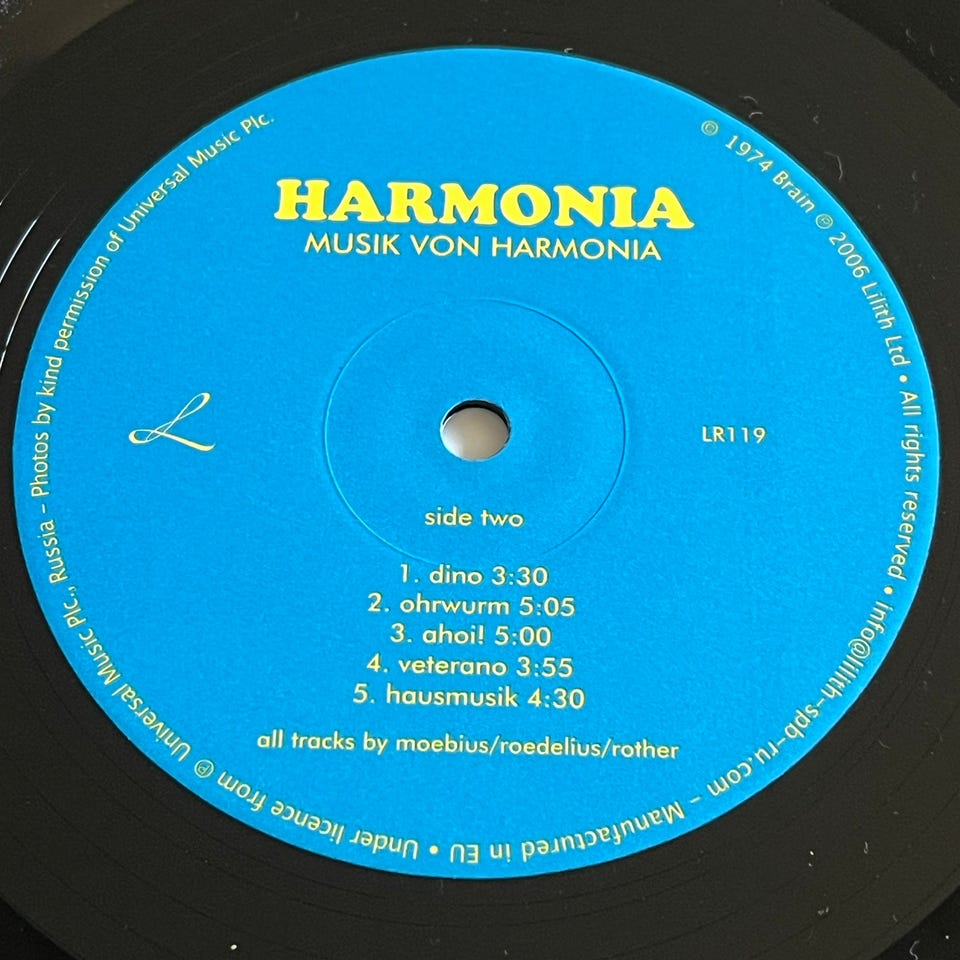 HARMONIA
MUSIK VON HARMONIA
L
LR119
side two
1. dino 3:30
2. ohrwurm 5:05
3. ahoi! 5:00
4. veterano 3:55
5. hausmusik 4:30
all tracks by moebius/roedelius/rother
℗ 1974 Brain ℗ 2006 Lilith Ltd • All rights reserved • info@lilith-spb-ru.com – Manufactured in EU • Under licence from ℗ Universal Music Plc., Russia – Photos by kind permission of Universal Music Plc.